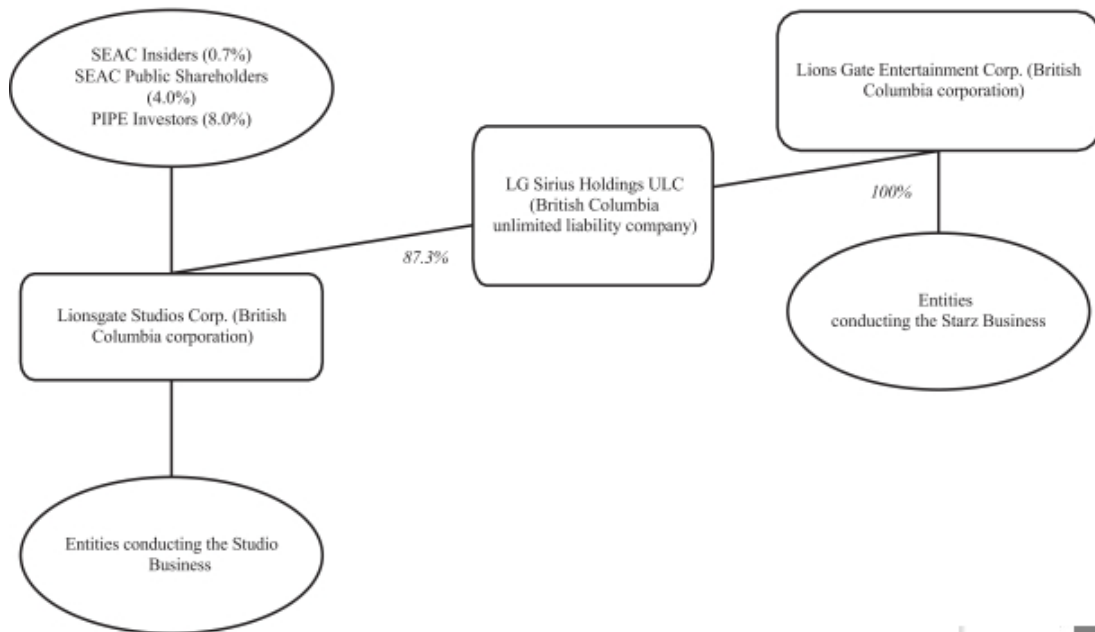 SEAC Insiders (0.7%)
SEAC Public Shareholders
(4.0%)
PIPE Investors (8.0%)
Lions Gate Entertainment Corp. (British
Columbia corporation)
LG Sirius Holdings ULC
(British Columbia
unlimited liability company)
100%
87.3%
Lionsgate Studios Corp. (British
Columbia corporation)
Entities
conducting the Starz Business
Entities conducting the Studio
Business